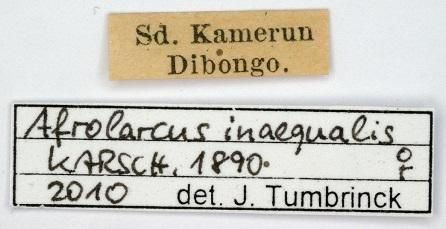 Sd. Kamerun
Dibongo.
Afrolarcus inaequalis
KARSCH, 1890. ♀
2010 det. J. Tumbrinck